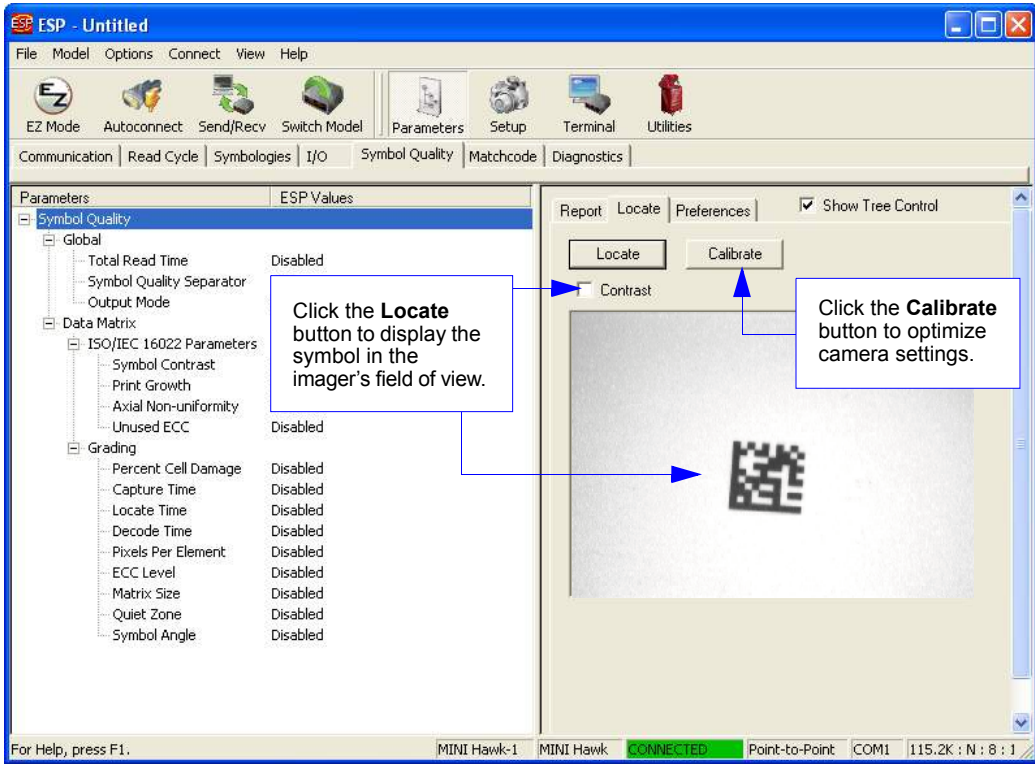 ESP - Untitled
File Model Options Connect View Help
EZ Mode Autoconnect Send/Recv Switch Model Parameters Setup Terminal Utilities
Communication Read Cycle Symbologies I/O Symbol Quality Matchcode Diagnostics
Parameters ESP Values
Symbol Quality
Global
Total Read Time Disabled
Symbol Quality Separator
Output Mode
Data Matrix
ISO/IEC 16022 Parameters
Symbol Contrast
Print Growth
Axial Non-uniformity
Unused ECC Disabled
Grading
Percent Cell Damage Disabled
Capture Time Disabled
Locate Time Disabled
Decode Time Disabled
Pixels Per Element Disabled
ECC Level Disabled
Matrix Size Disabled
Quiet Zone Disabled
Symbol Angle Disabled
Report Locate Preferences Show Tree Control
Locate Calibrate
Contrast
Click the Locate
button to display the
symbol in the
imager's field of view.
Click the Calibrate
button to optimize
camera settings.
For Help, press F1. MINI Hawk-1 MINI Hawk CONNECTED Point-to-Point COM1 115.2K : N : 8 : 1